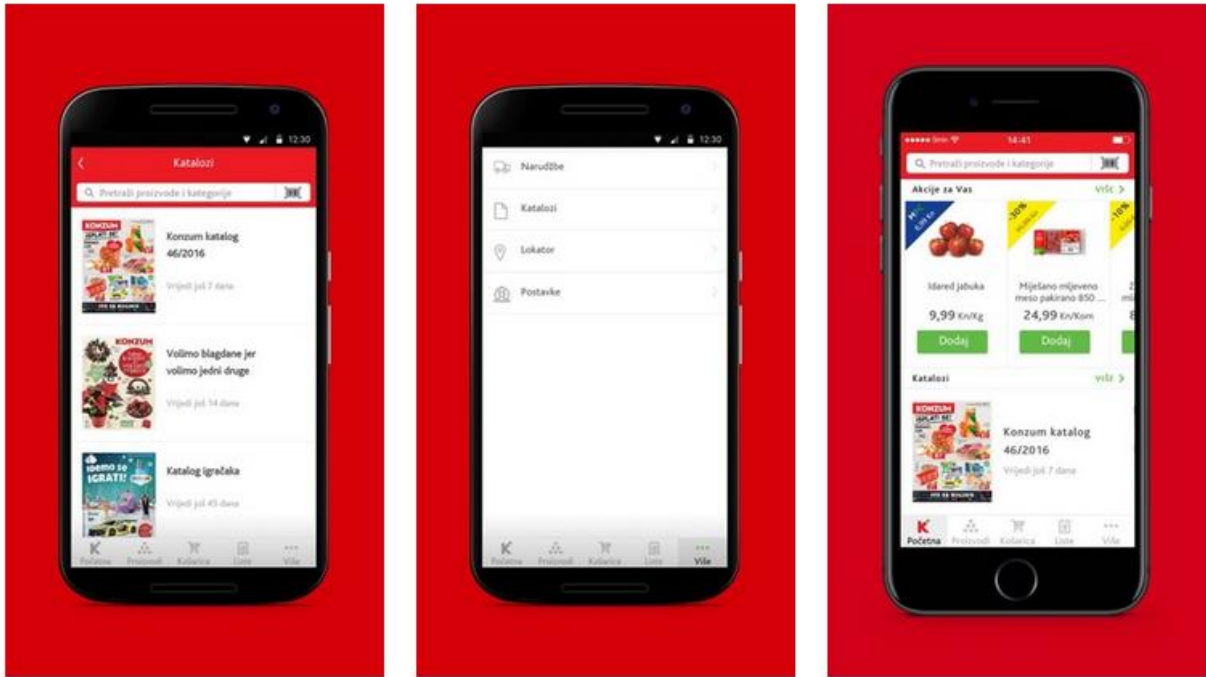 12:30
Katalozi
Pretraži proizvode i kategorije
KONZUM
ISPLATI SE!
Konzum katalog
46/2016
Vrijedi još 7 dana
KONZUM
Volimo blagdane jer
volimo jedni druge
Vrijedi još 14 dana
IDEMO SE
IGRATI!
Katalog igračaka
Vrijedi još 45 dana
Početna Proizvodi Košarica Liste Više
12:30
Narudžbe
Katalozi
Lokator
Postavke
Početna Proizvodi Košarica Liste Više
14:41
Pretraži proizvode i kategorije
Akcije za Vas
VIŠE >
-30%
-10%
Idared jabuka
Miješano mljeveno
meso pakirano 850 ...
9,99 Kn/Kg
24,99 Kn/Kom
Dodaj
Dodaj
Katalozi
VIŠE >
KONZUM
ISPLATI SE!
Konzum katalog
46/2016
Vrijedi još 7 dana
Početna Proizvodi Košarica Liste Više